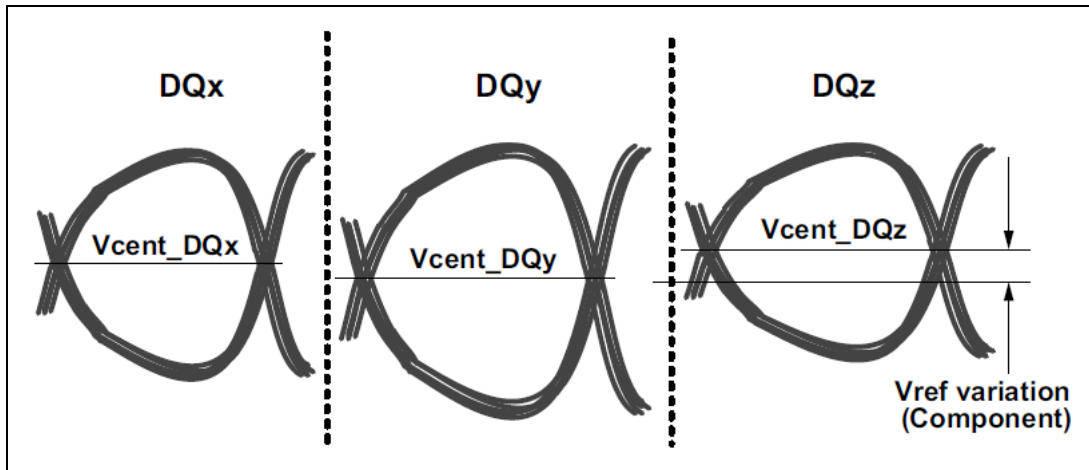 DQx
DQy
DQz
Vcent_DQx
Vcent_DQy
Vcent_DQz
Vref variation
(Component)